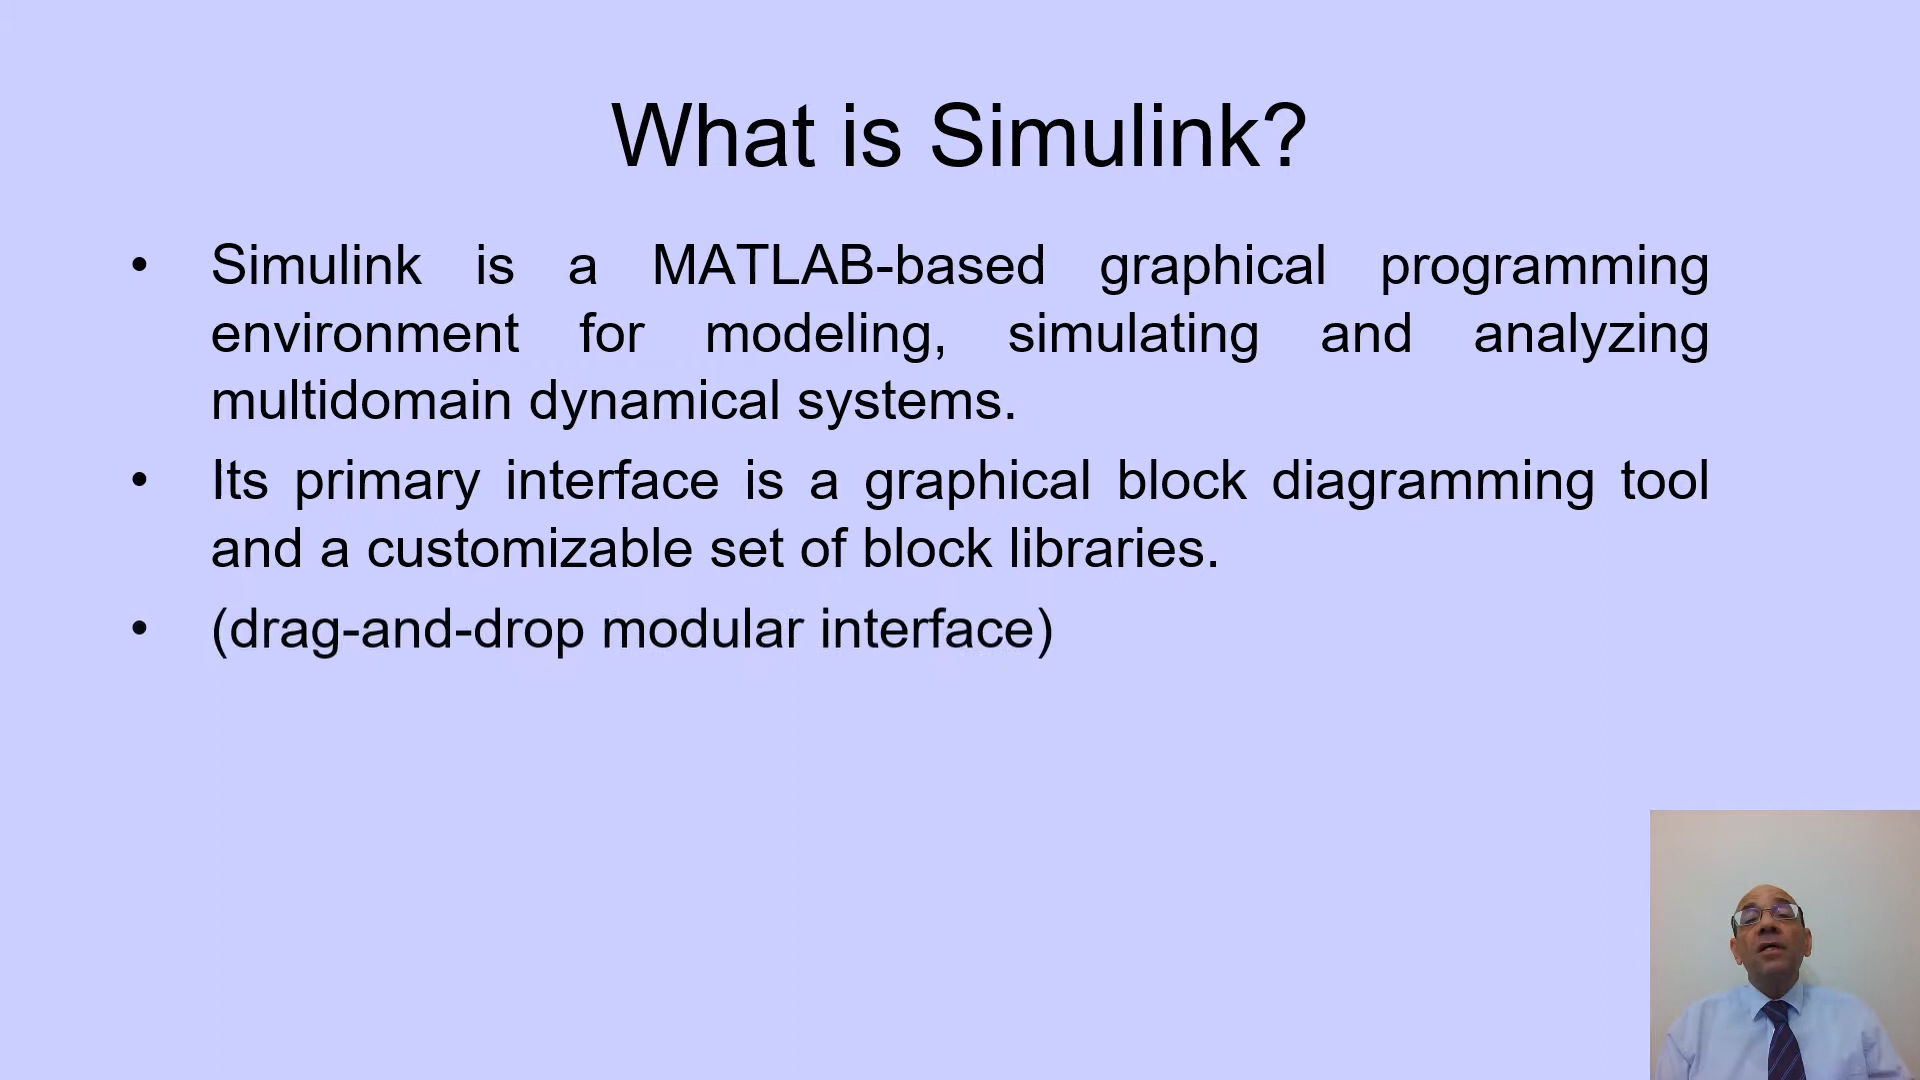 What is Simulink?
• Simulink is a MATLAB-based graphical programming
environment for modeling, simulating and analyzing
multidomain dynamical systems.
• Its primary interface is a graphical block diagramming tool
and a customizable set of block libraries.
• (drag-and-drop modular interface)